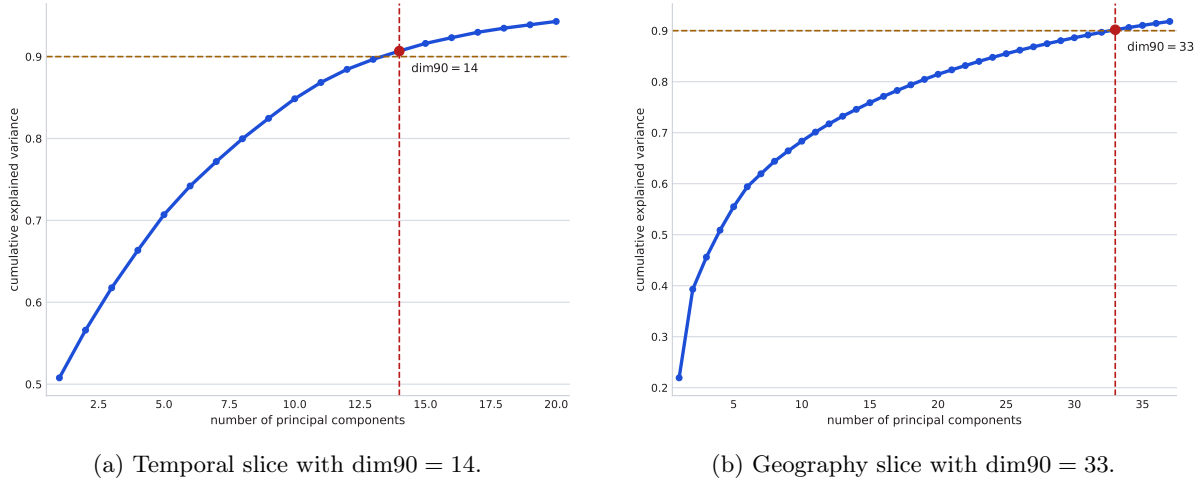 cumulative explained variance
0.9
0.8
0.7
0.6
0.5
dim90 = 14
2.5 5.0 7.5 10.0 12.5 15.0 17.5 20.0
number of principal components
(a) Temporal slice with dim90 = 14.
cumulative explained variance
0.9
0.8
0.7
0.6
0.5
0.4
0.3
0.2
dim90 = 33
5 10 15 20 25 30 35
number of principal components
(b) Geography slice with dim90 = 33.